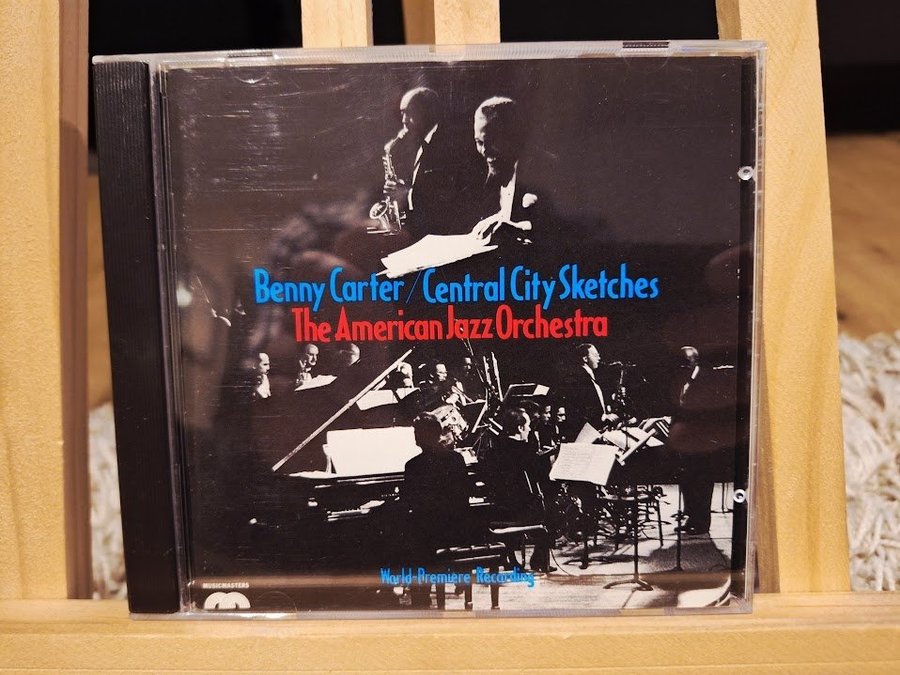 Benny Carter/Central City Sketches
The American Jazz Orchestra
World-Premiere Recording
MUSICMASTERS